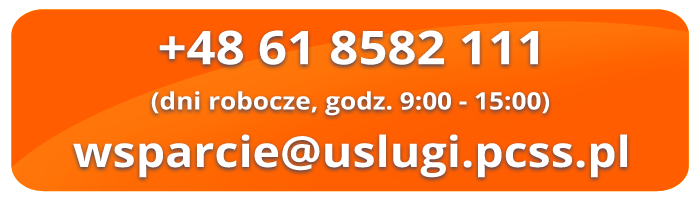 +48 61 8582 111
(dni robocze, godz. 9:00 - 15:00)
wsparcie@uslugi.pcss.pl